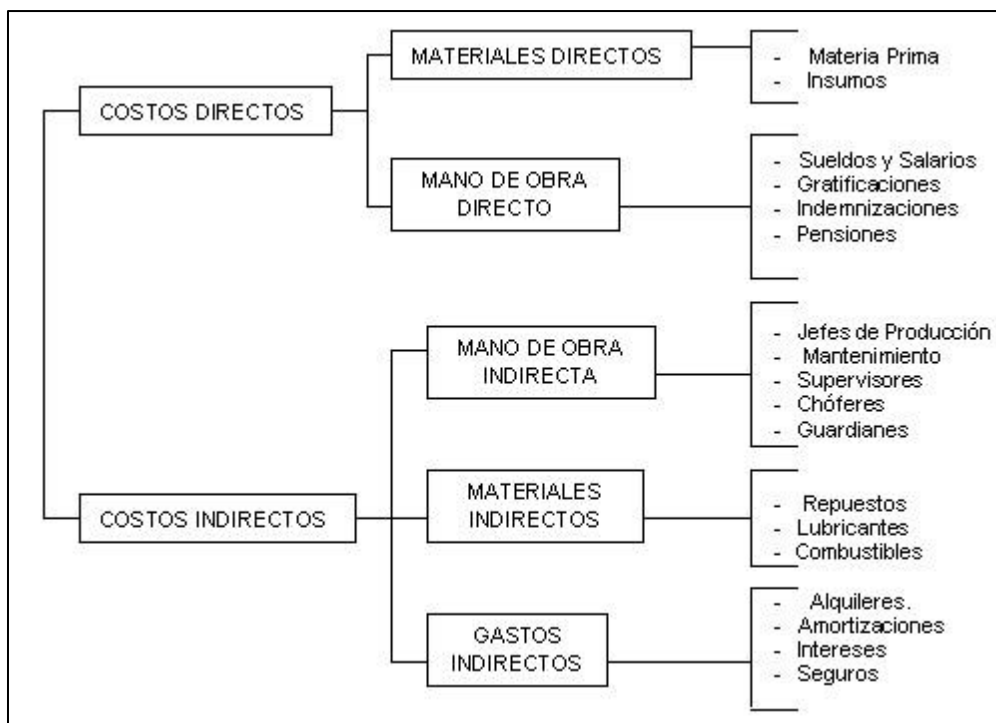 COSTOS DIRECTOS
MATERIALES DIRECTOS
- Materia Prima
- Insumos
MANO DE OBRA
DIRECTO
- Sueldos y Salarios
- Gratificaciones
- Indemnizaciones
- Pensiones
COSTOS INDIRECTOS
MANO DE OBRA
INDIRECTA
- Jefes de Producción
- Mantenimiento
- Supervisores
- Chóferes
- Guardianes
MATERIALES
INDIRECTOS
- Repuestos
- Lubricantes
- Combustibles
GASTOS
INDIRECTOS
- Alquileres.
- Amortizaciones
- Intereses
- Seguros